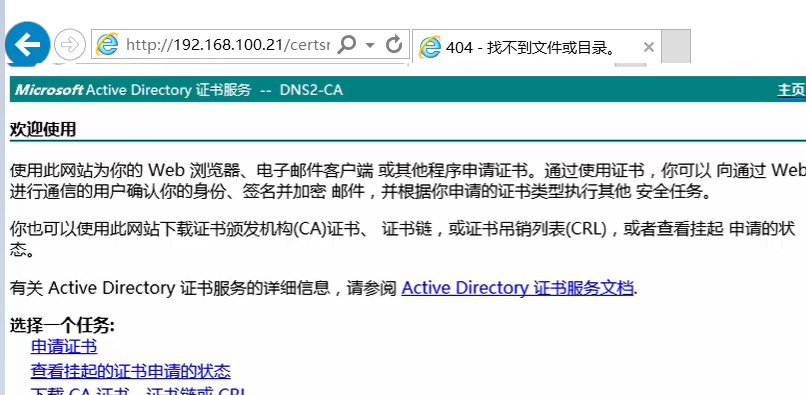 http://192.168.100.21/certsr
404 - 找不到文件或目录。
Microsoft Active Directory 证书服务 -- DNS2-CA
主页
欢迎使用
使用此网站为你的 Web 浏览器、电子邮件客户端 或其他程序申请证书。通过使用证书，你可以 向通过 Web
进行通信的用户确认你的身份、签名并加密 邮件，并根据你申请的证书类型执行其他 安全任务。
你也可以使用此网站下载证书颁发机构(CA)证书、 证书链，或证书吊销列表(CRL)，或者查看挂起 申请的状
态。
有关 Active Directory 证书服务的详细信息，请参阅 Active Directory 证书服务文档.
选择一个任务:
申请证书
查看挂起的证书申请的状态
下载 CA 证书、证书链或 CRL